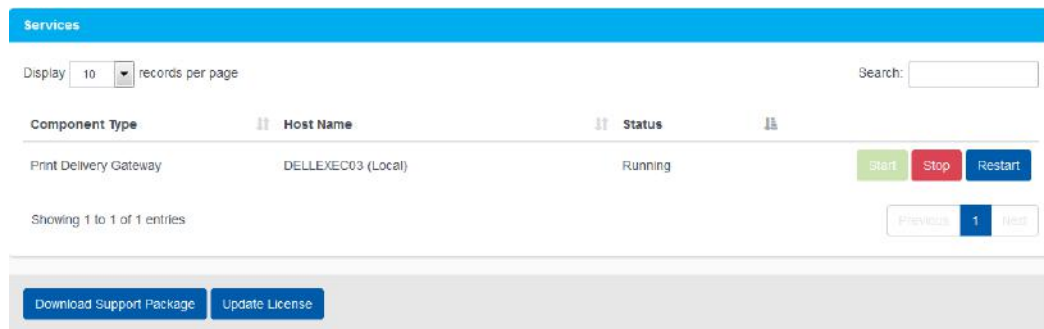 Services
Display 10 records per page Search:
Component Type Host Name Status
Print Delivery Gateway DELLEXEC03 (Local) Running Start Stop Restart
Showing 1 to 1 of 1 entries Previous 1 Next
Download Support Package Update License